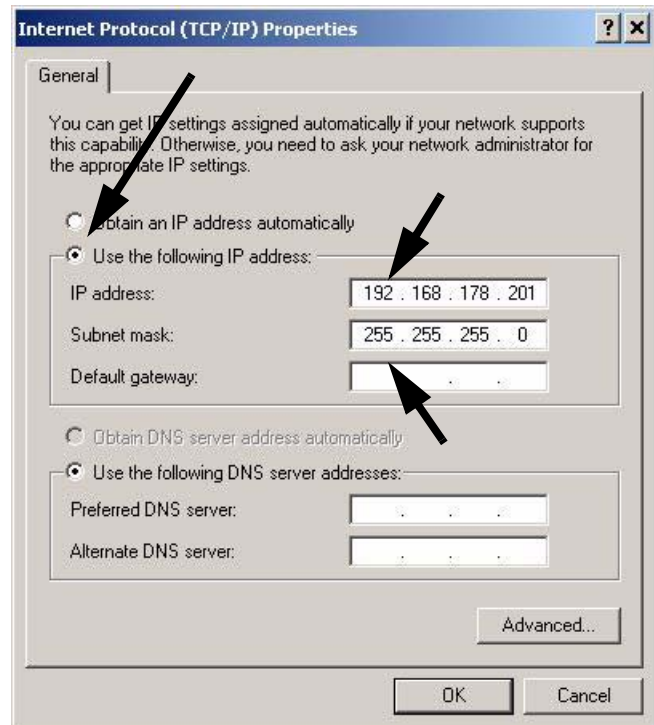 Internet Protocol (TCP/IP) Properties
General
You can get IP settings assigned automatically if your network supports
this capability. Otherwise, you need to ask your network administrator for
the appropriate IP settings.
Obtain an IP address automatically
Use the following IP address:
IP address: 192 . 168 . 178 . 201
Subnet mask: 255 . 255 . 255 . 0
Default gateway: . . .
Obtain DNS server address automatically
Use the following DNS server addresses:
Preferred DNS server: . . .
Alternate DNS server: . . .
Advanced...
OK Cancel